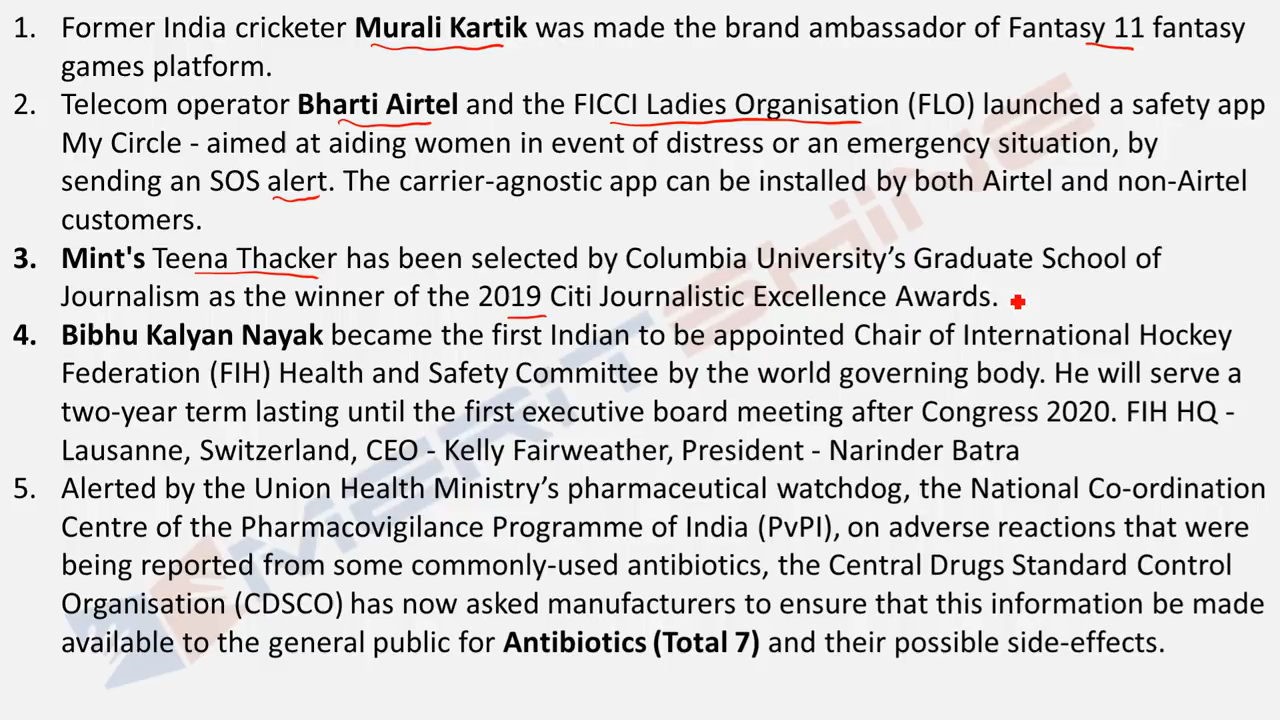 1. Former India cricketer Murali Kartik was made the brand ambassador of Fantasy 11 fantasy
games platform.
2. Telecom operator Bharti Airtel and the FICCI Ladies Organisation (FLO) launched a safety app
My Circle - aimed at aiding women in event of distress or an emergency situation, by
sending an SOS alert. The carrier-agnostic app can be installed by both Airtel and non-Airtel
customers.
3. Mint's Teena Thacker has been selected by Columbia University’s Graduate School of
Journalism as the winner of the 2019 Citi Journalistic Excellence Awards.
4. Bibhu Kalyan Nayak became the first Indian to be appointed Chair of International Hockey
Federation (FIH) Health and Safety Committee by the world governing body. He will serve a
two-year term lasting until the first executive board meeting after Congress 2020. FIH HQ -
Lausanne, Switzerland, CEO - Kelly Fairweather, President - Narinder Batra
5. Alerted by the Union Health Ministry’s pharmaceutical watchdog, the National Co-ordination
Centre of the Pharmacovigilance Programme of India (PvPI), on adverse reactions that were
being reported from some commonly-used antibiotics, the Central Drugs Standard Control
Organisation (CDSCO) has now asked manufacturers to ensure that this information be made
available to the general public for Antibiotics (Total 7) and their possible side-effects.
MERITSHINE